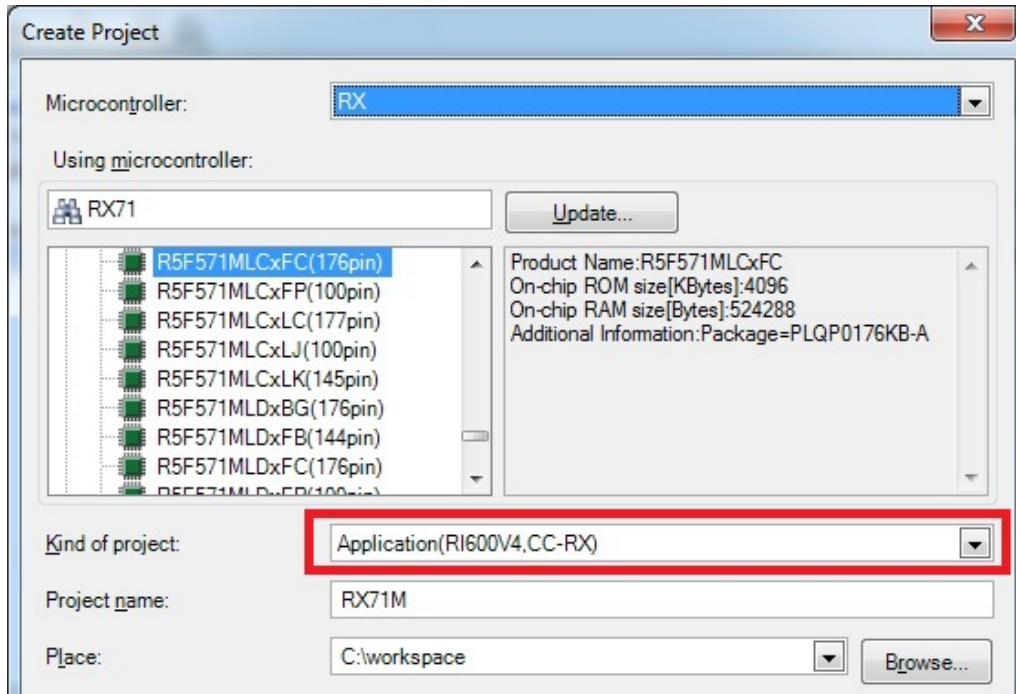 Create Project
Microcontroller:
RX
Using microcontroller:
RX71
Update...
R5F571MLCxFC(176pin)
R5F571MLCxFP(100pin)
R5F571MLCxLC(177pin)
R5F571MLCxLJ(100pin)
R5F571MLCxLK(145pin)
R5F571MLDxBG(176pin)
R5F571MLDxFB(144pin)
R5F571MLDxFC(176pin)
R5F571MLDxFP(100pin)
Product Name:R5F571MLCxFC
On-chip ROM size[KBytes]:4096
On-chip RAM size[Bytes]:524288
Additional Information:Package=PLQP0176KB-A
Kind of project:
Application(RI600V4,CC-RX)
Project name:
RX71M
Place:
C:\workspace
Browse...